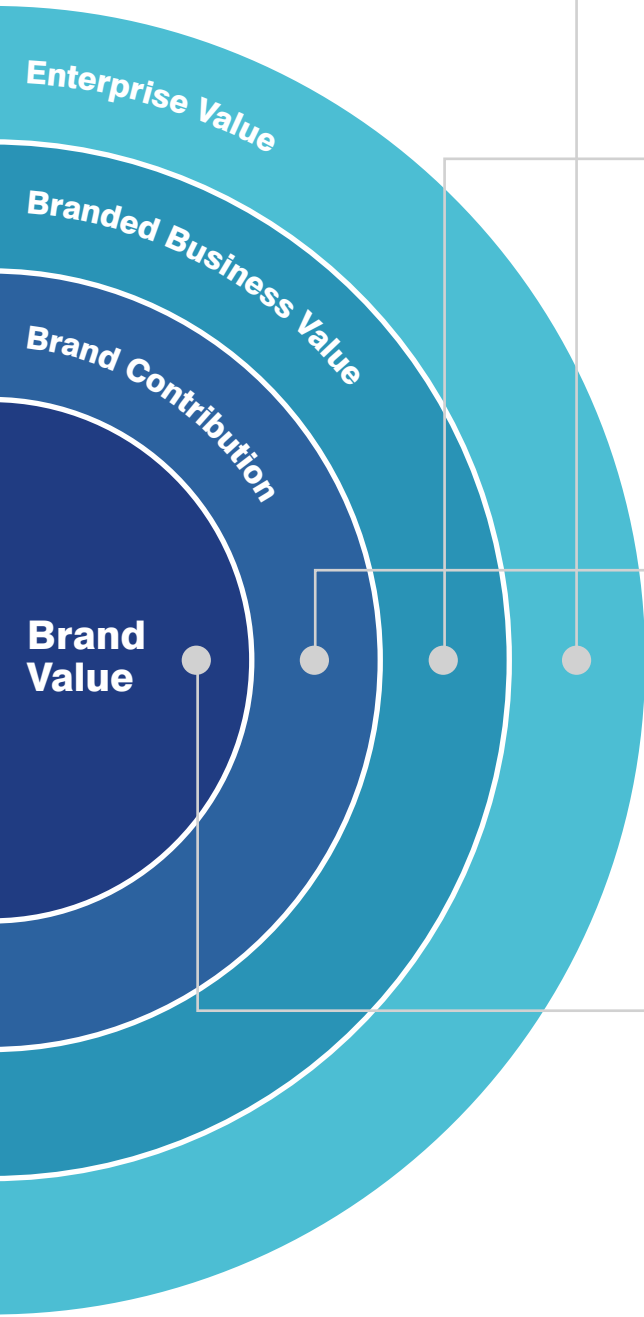 Enterprise Value
Branded Business Value
Brand Contribution
Brand
Value